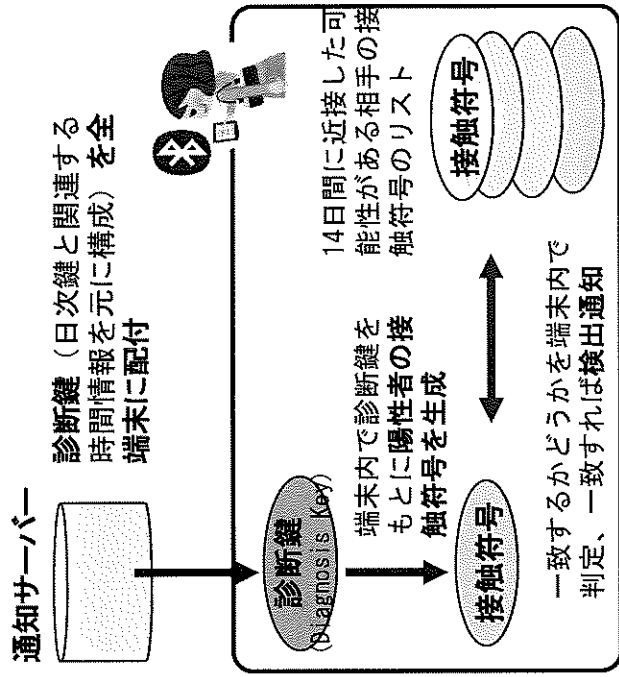 通知サーバー
診断鍵（日次鍵と関連する
時間情報を元に構成）を全
端末に配付
診断鍵
(Diagnosis Key)
端末内で診断鍵を
もとに陽性者の接
触符号を生成
14日間に近接した可
能性がある相手の接
触符号のリスト
接触符号
接触符号
一致するかどうかを端末内で
判定、一致すれば検出通知